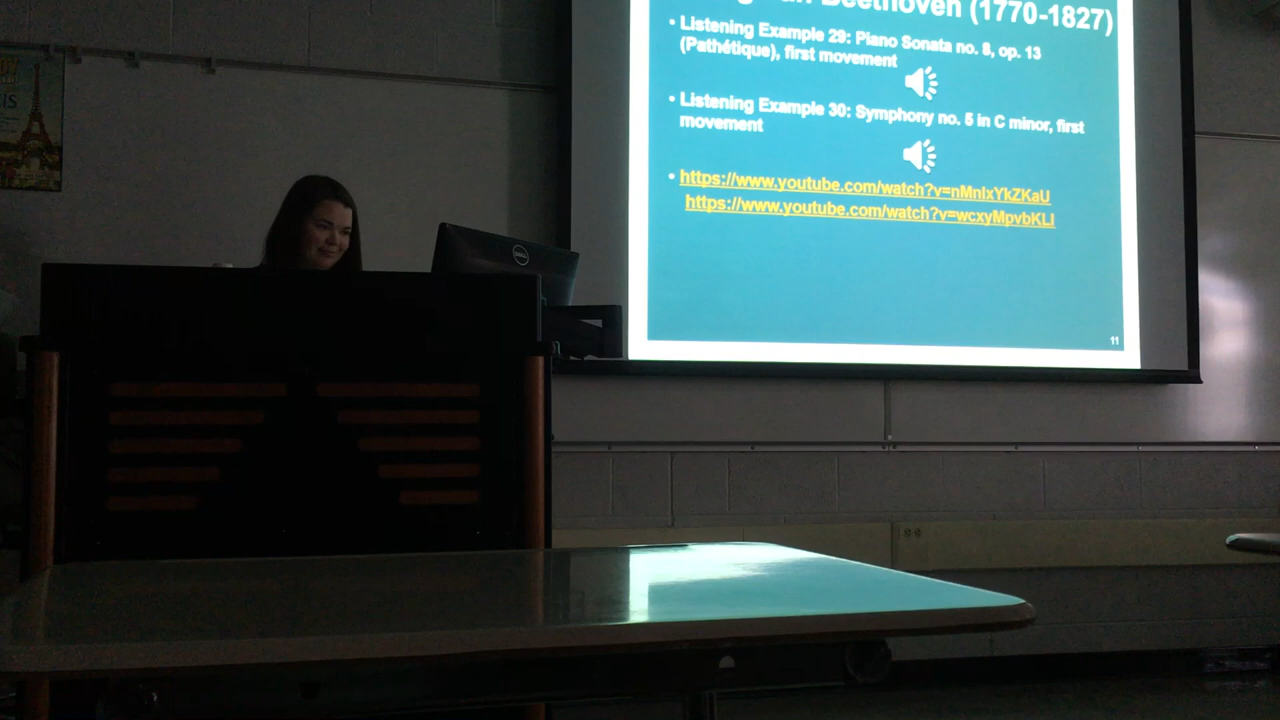 Beethoven (1770-1827)
• Listening Example 29: Piano Sonata no. 8, op. 13
(Pathétique), first movement
• Listening Example 30: Symphony no. 5 in C minor, first
movement
• https://www.youtube.com/watch?v=nMnlxYkZKaU
https://www.youtube.com/watch?v=wcxyMpvbKLI
11
DELL
IS